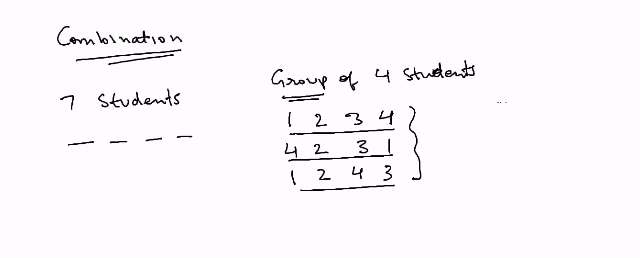 Combination
Group of 4 students
7 Students
1 2 3 4
4 2 3 1
1 2 4 3